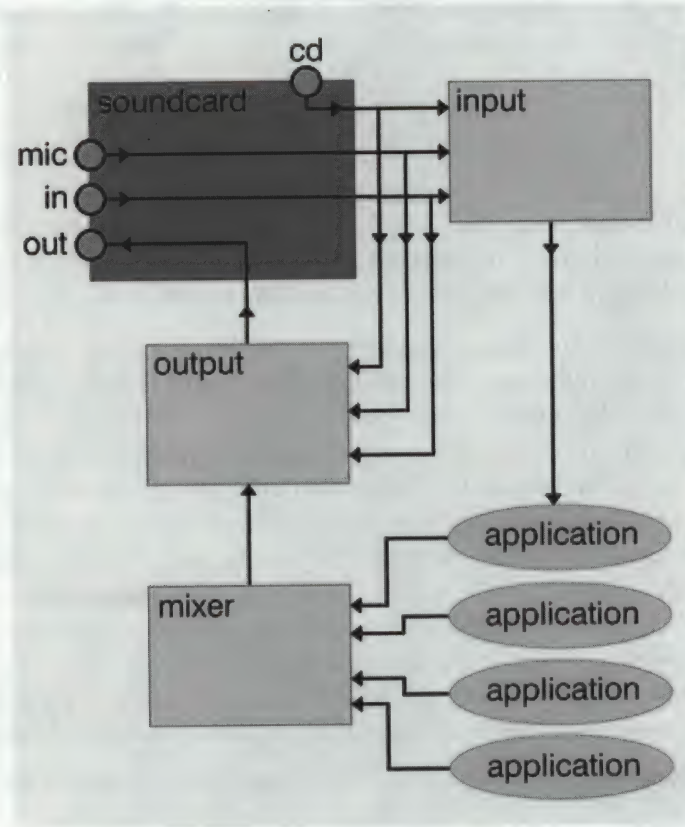 cd
soundcard
input
mic
in
out
output
application
mixer
application
application
application